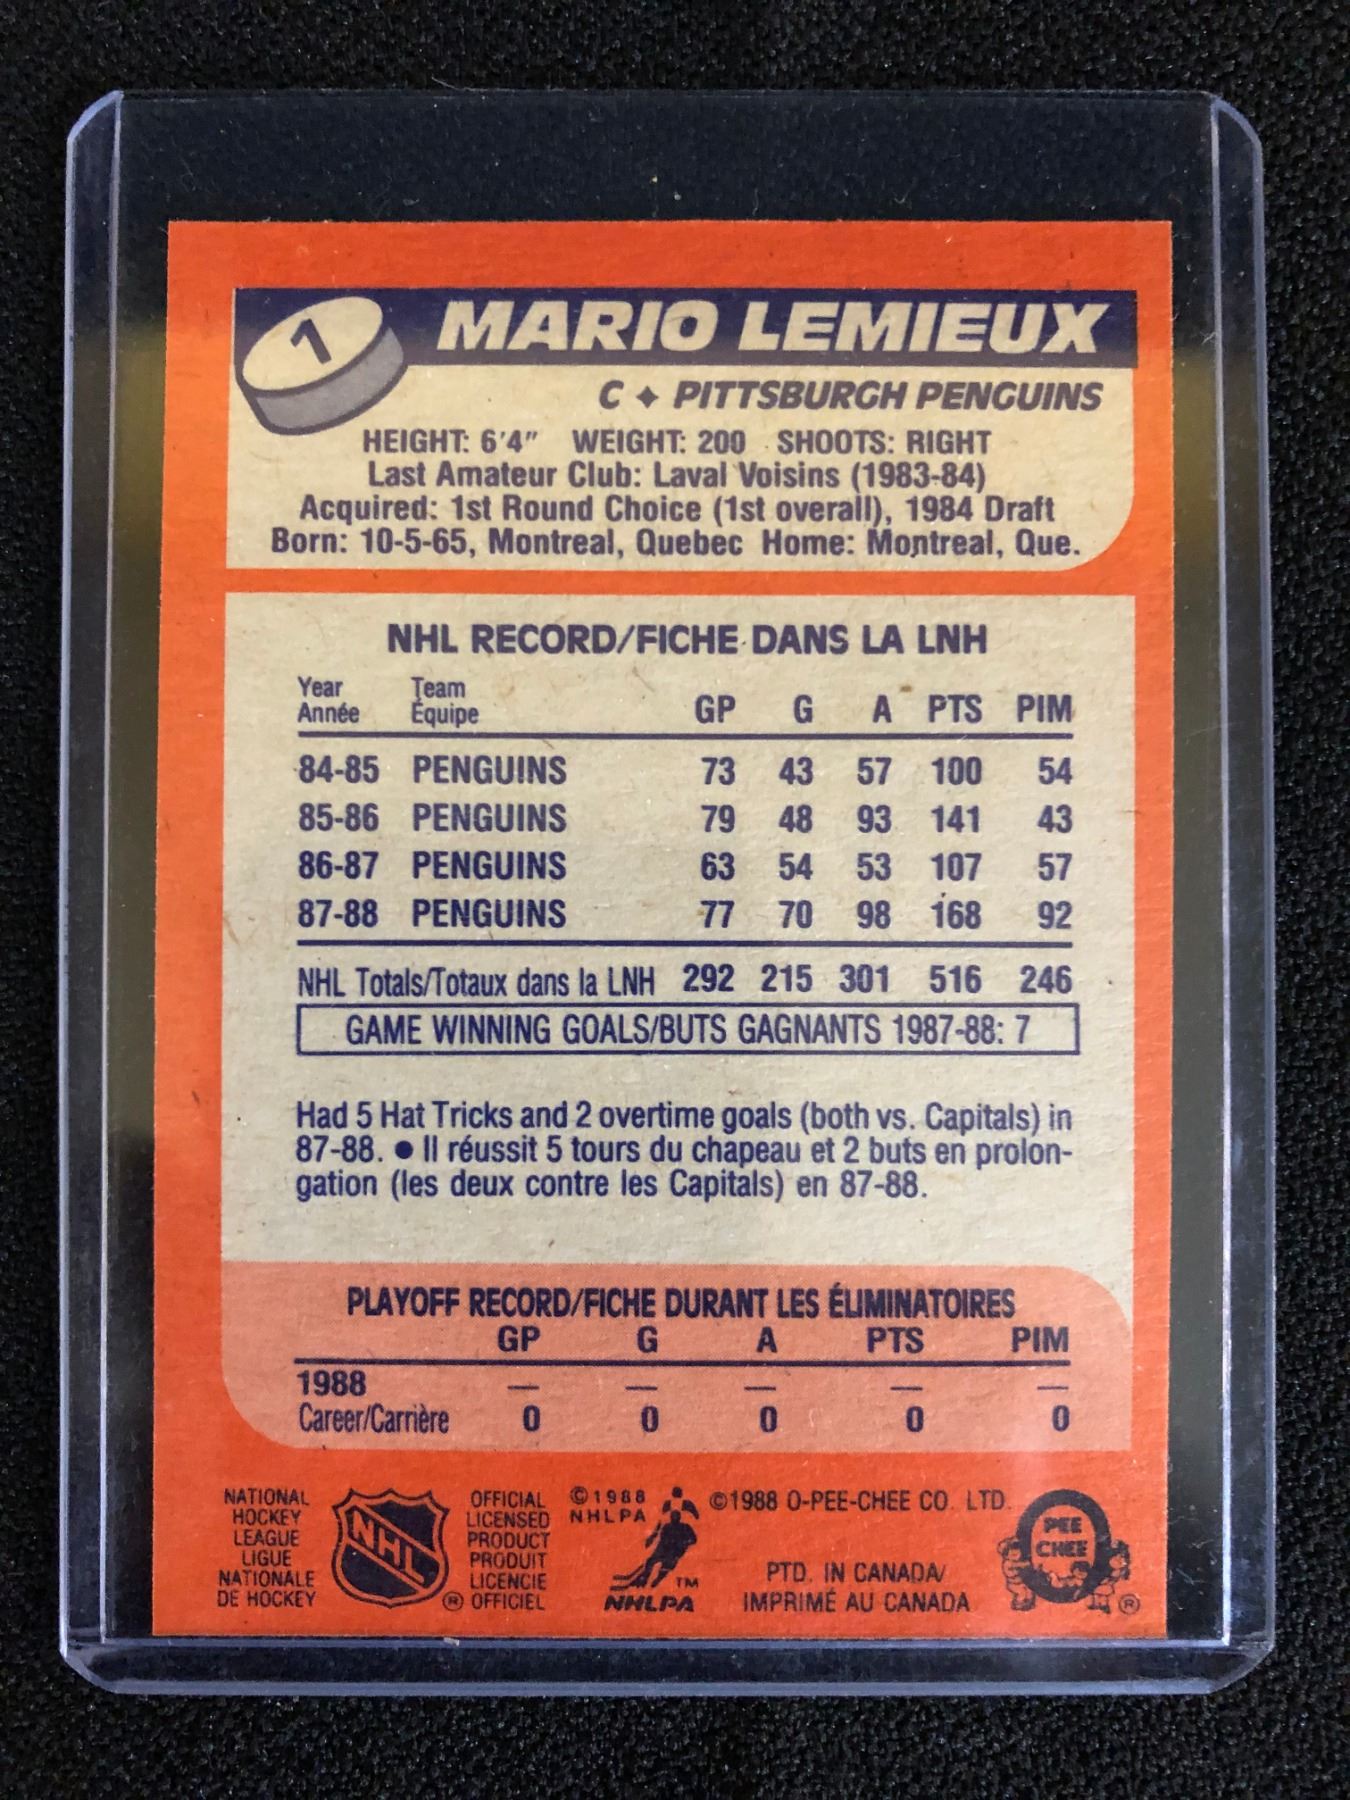 1
MARIO LEMIEUX
C ♦ PITTSBURGH PENGUINS
HEIGHT: 6'4" WEIGHT: 200 SHOOTS: RIGHT
Last Amateur Club: Laval Voisins (1983-84)
Acquired: 1st Round Choice (1st overall), 1984 Draft
Born: 10-5-65, Montreal, Quebec Home: Montreal, Que.
NHL RECORD/FICHE DANS LA LNH
Year Team
Année Équipe GP G A PTS PIM
84-85 PENGUINS 73 43 57 100 54
85-86 PENGUINS 79 48 93 141 43
86-87 PENGUINS 63 54 53 107 57
87-88 PENGUINS 77 70 98 168 92
NHL Totals/Totaux dans la LNH 292 215 301 516 246
GAME WINNING GOALS/BUTS GAGNANTS 1987-88: 7
Had 5 Hat Tricks and 2 overtime goals (both vs. Capitals) in
87-88. ● Il réussit 5 tours du chapeau et 2 buts en prolon-
gation (les deux contre les Capitals) en 87-88.
PLAYOFF RECORD/FICHE DURANT LES ÉLIMINATOIRES
GP G A PTS PIM
1988 — — — — —
Career/Carrière 0 0 0 0 0
NATIONAL
HOCKEY
LEAGUE
LIGUE
NATIONALE
DE HOCKEY
NHL
®
OFFICIAL
LICENSED
PRODUCT
PRODUIT
LICENCIE
OFFICIEL
©1988
NHLPA
TM
NHLPA
©1988 O-PEE-CHEE CO. LTD.
PTD. IN CANADA/
IMPRIMÉ AU CANADA
O
PEE
CHEE
®